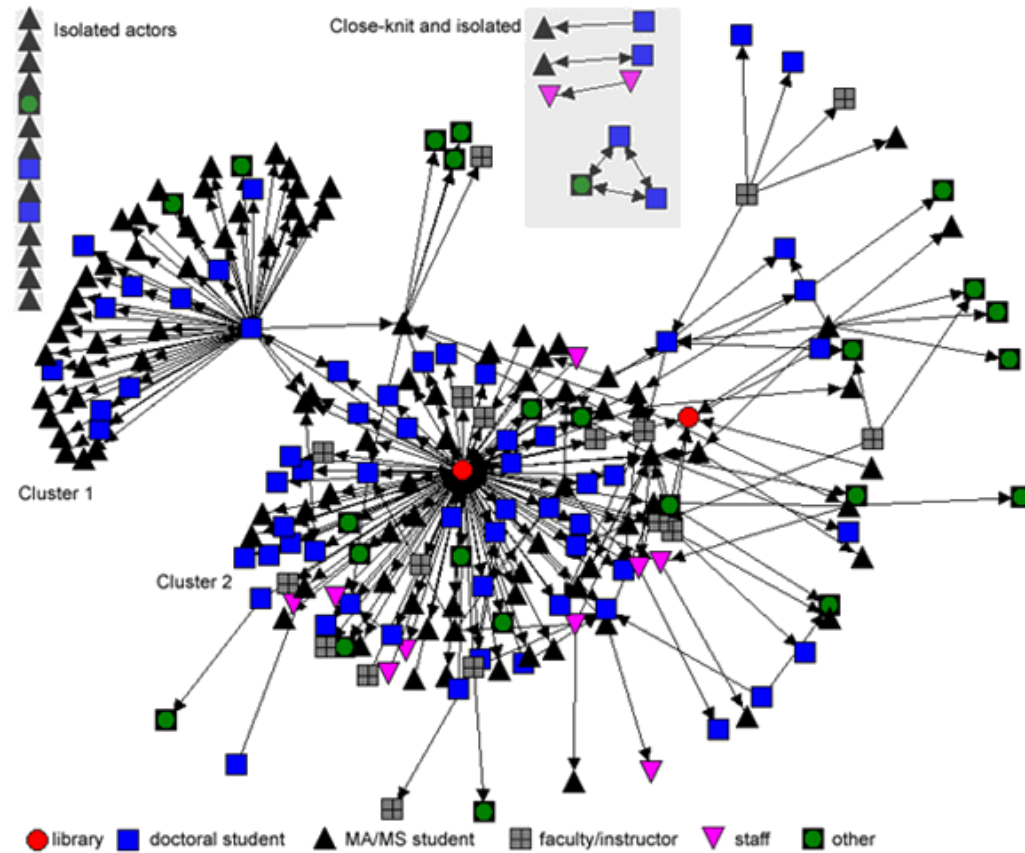 Isolated actors
Close-knit and isolated
Cluster 1
Cluster 2
library doctoral student MA/MS student faculty/instructor staff other